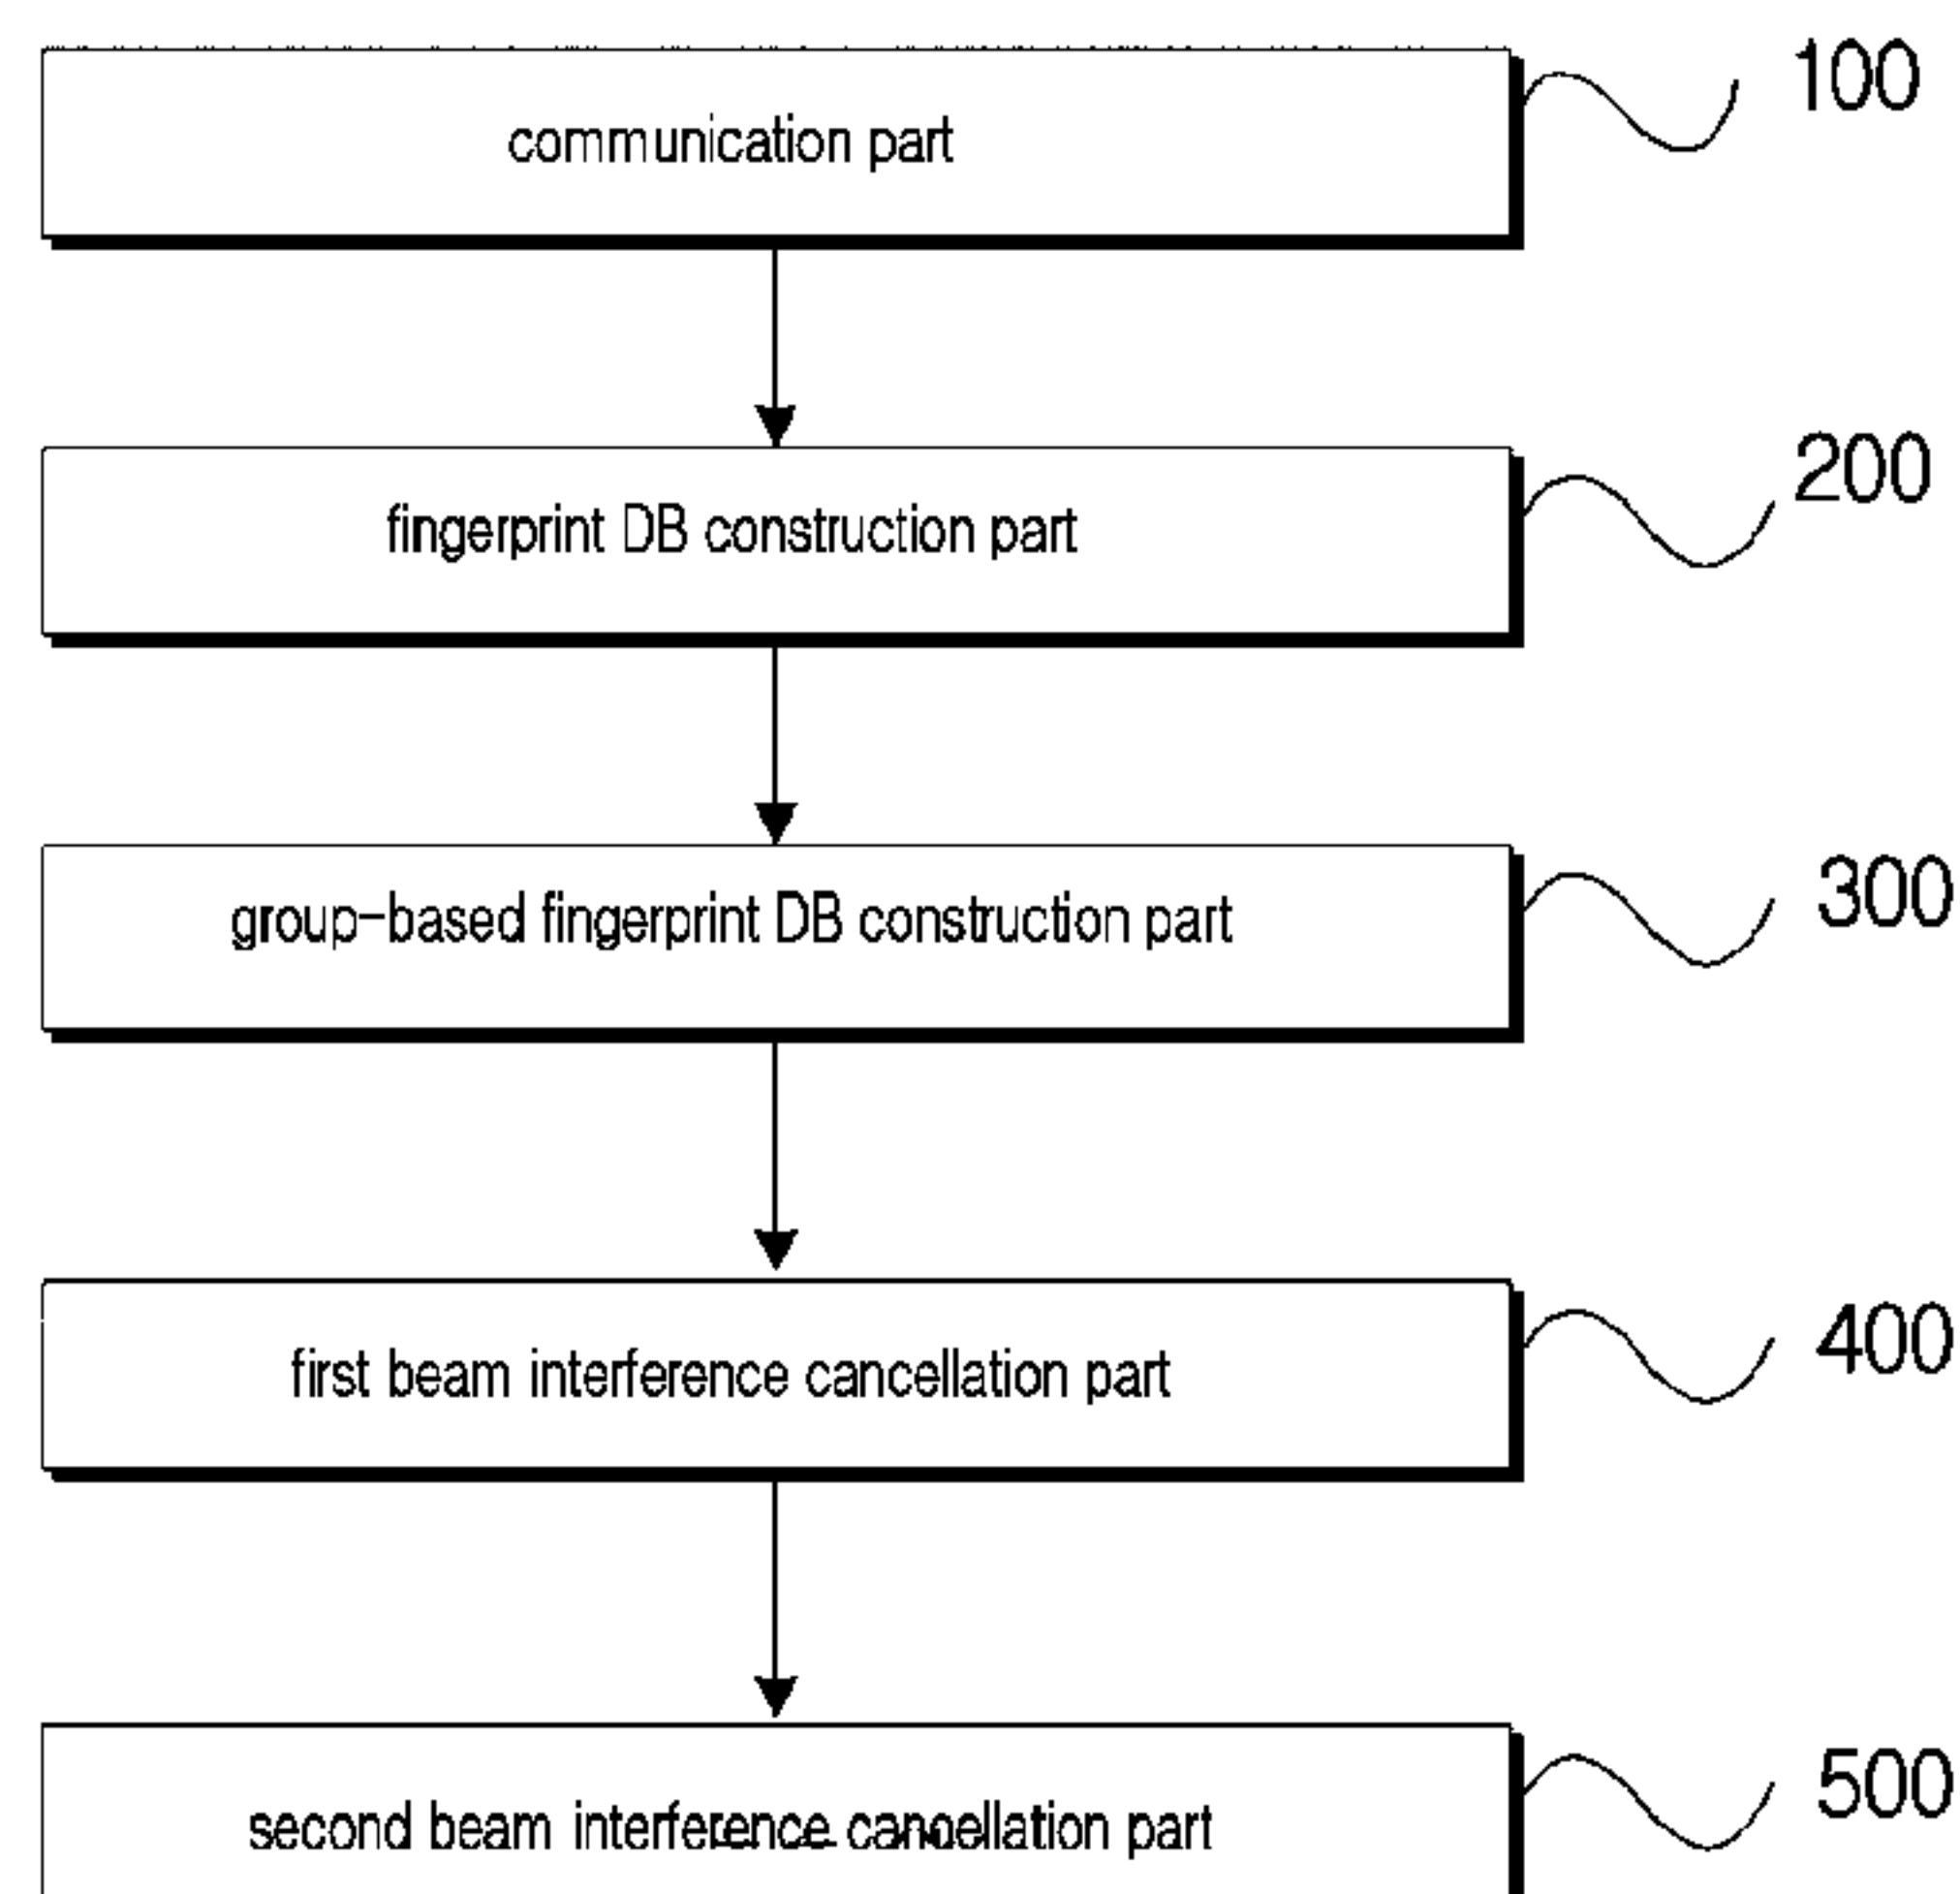 communication part
100
fingerprint DB construction part
200
group-based fingerprint DB construction part
300
first beam interference cancellation part
400
second beam interference cancellation part
500